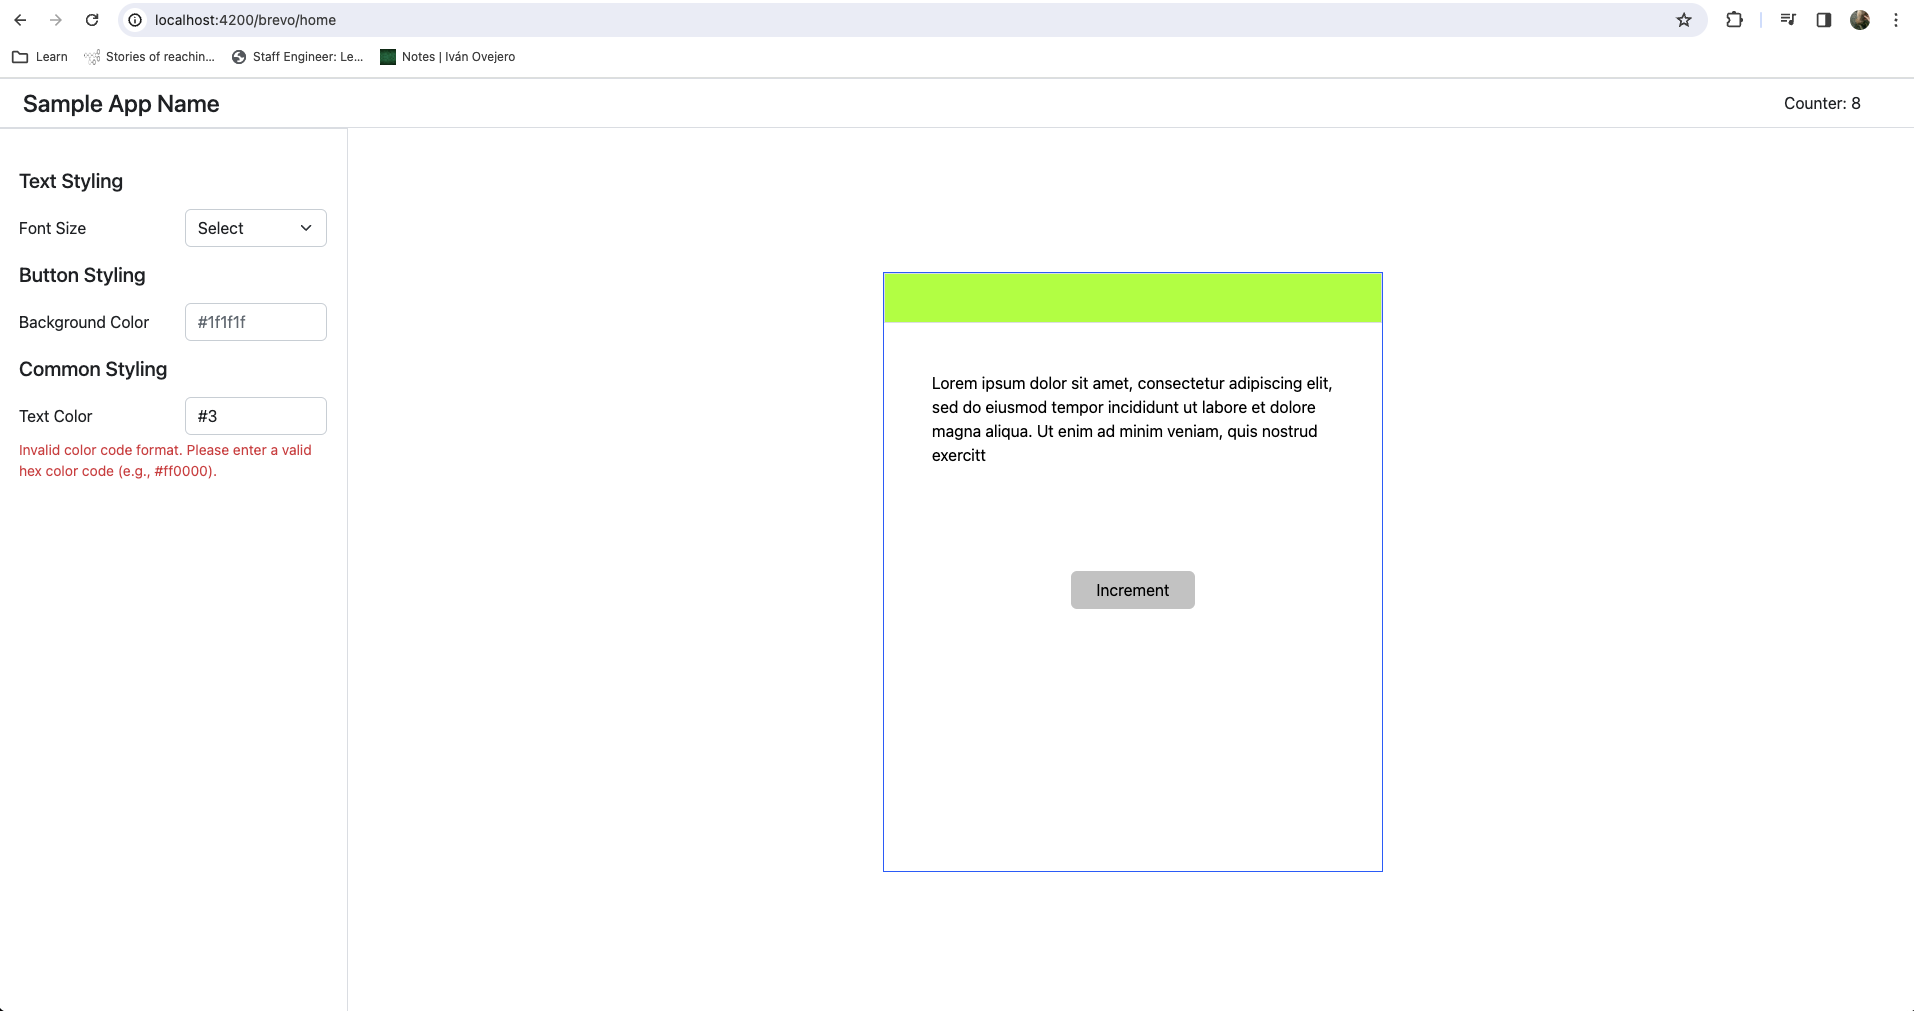 localhost:4200/brevo/home
Learn
Stories of reachin...
Staff Engineer: Le...
Notes | Iván Ovejero
Sample App Name
Counter: 8
Text Styling
Font Size
Select
Button Styling
Background Color
#1f1f1f
Common Styling
Text Color
#3
Invalid color code format. Please enter a valid
hex color code (e.g., #ff0000).
Lorem ipsum dolor sit amet, consectetur adipiscing elit,
sed do eiusmod tempor incididunt ut labore et dolore
magna aliqua. Ut enim ad minim veniam, quis nostrud
exercitt
Increment